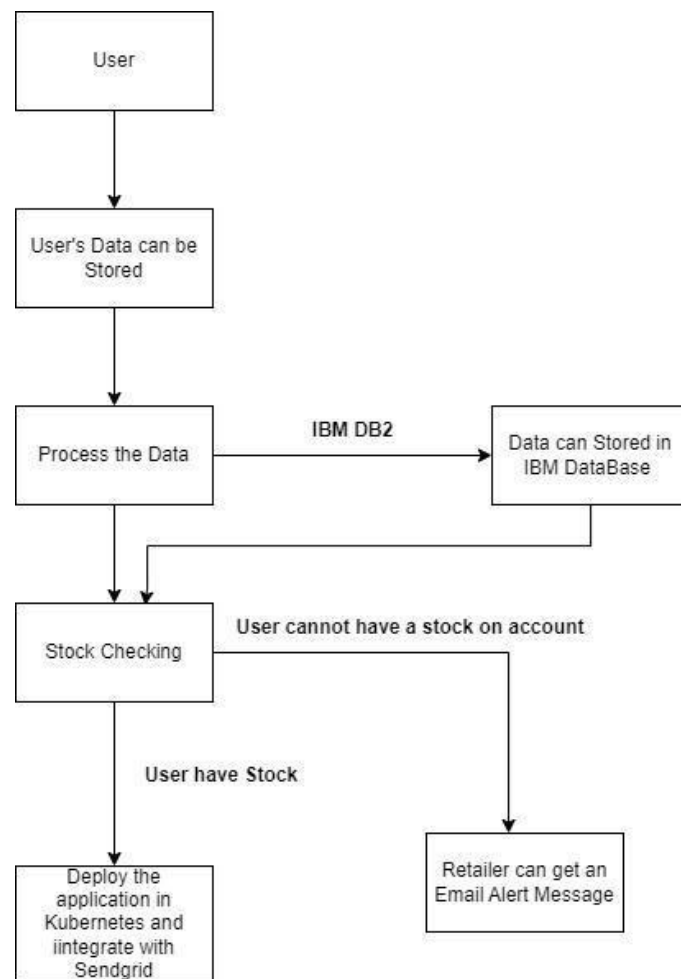 User
User's Data can be
Stored
Process the Data
IBM DB2
Data can Stored in
IBM DataBase
Stock Checking
User cannot have a stock on account
User have Stock
Deploy the
application in
Kubernetes and
iintegrate with
Sendgrid
Retailer can get an
Email Alert Message